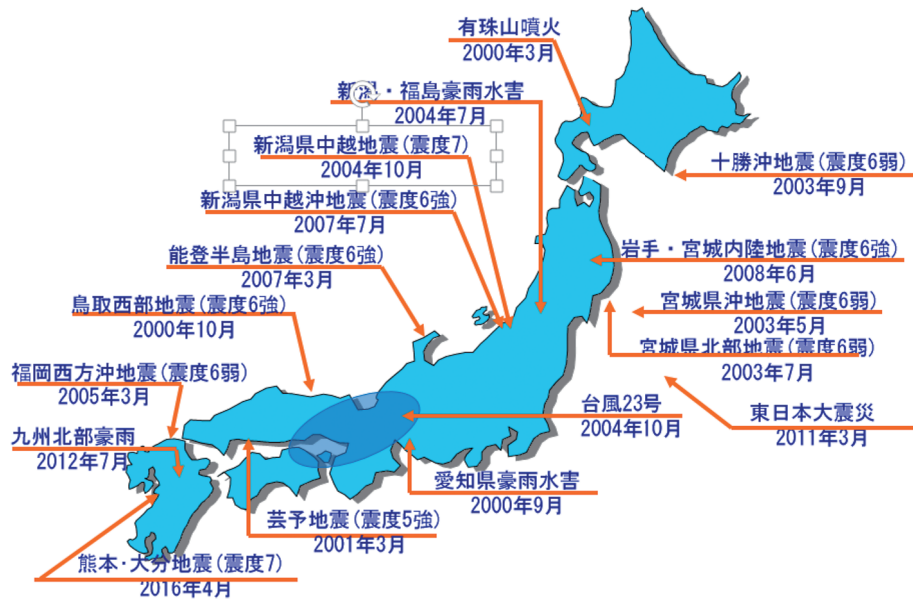 有珠山噴火
2000年3月
新潟・福島豪雨水害
2004年7月
新潟県中越地震(震度7)
2004年10月
十勝沖地震(震度6弱)
2003年9月
新潟県中越沖地震(震度6強)
2007年7月
能登半島地震(震度6強)
2007年3月
岩手・宮城内陸地震(震度6強)
2008年6月
鳥取西部地震(震度6強)
2000年10月
宮城県沖地震(震度6弱)
2003年5月
宮城県北部地震(震度6弱)
2003年7月
福岡西方沖地震(震度6弱)
2005年3月
台風23号
2004年10月
東日本大震災
2011年3月
九州北部豪雨
2012年7月
愛知県豪雨水害
2000年9月
芸予地震(震度5強)
2001年3月
熊本・大分地震(震度7)
2016年4月